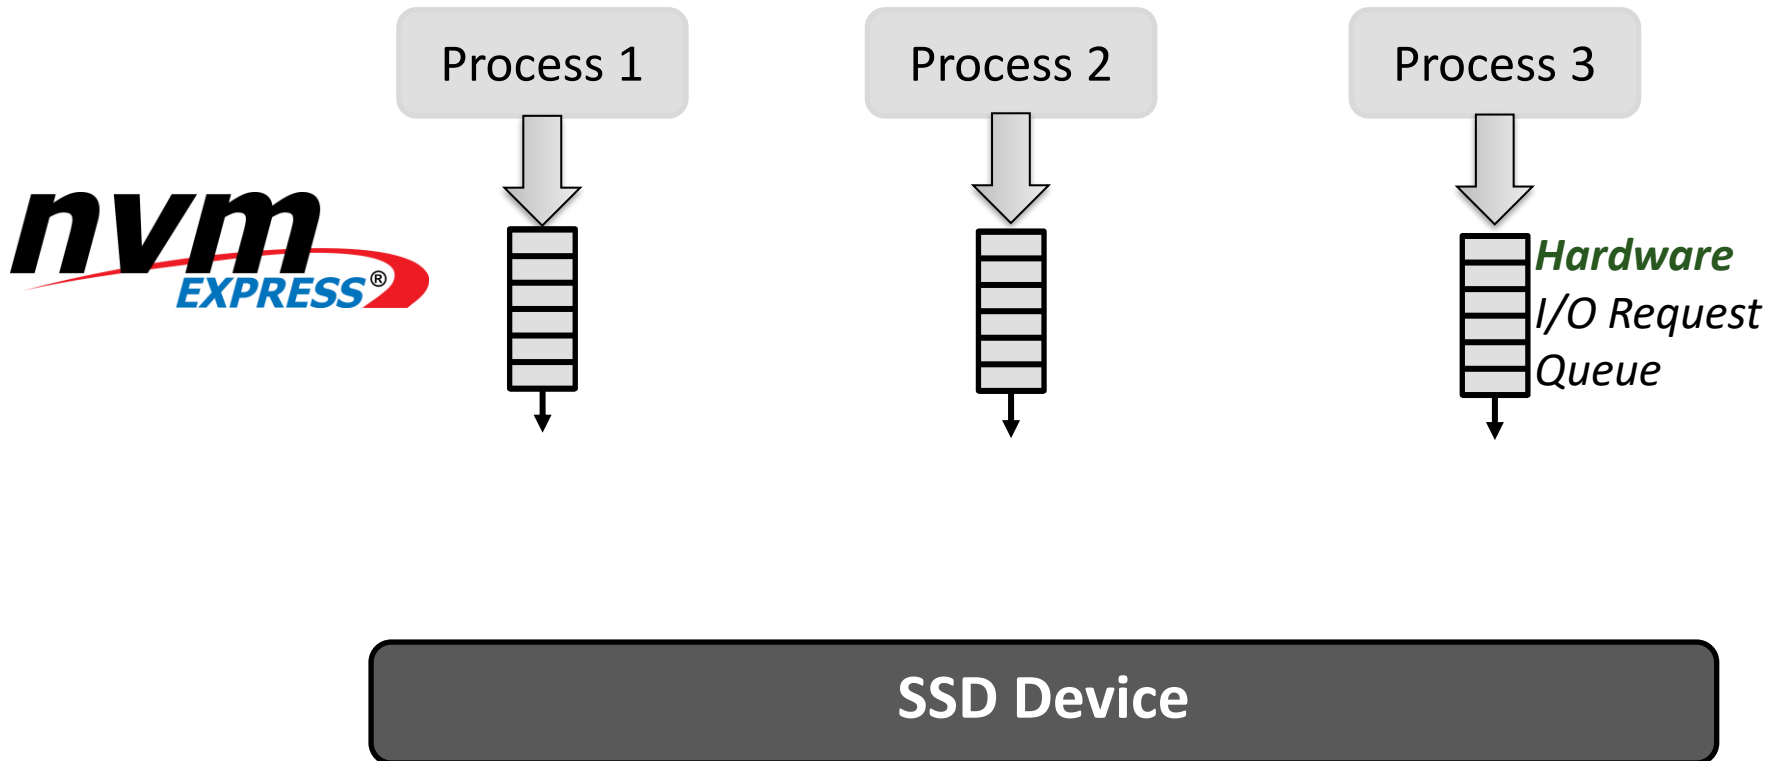 Process 1
Process 2
Process 3
nvm
EXPRESS®
Hardware
I/O Request
Queue
SSD Device